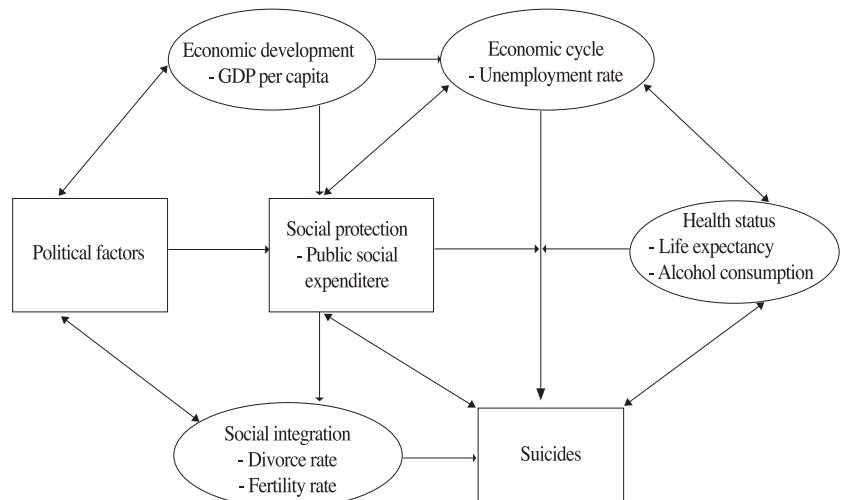 Economic development
- GDP per capita
Economic cycle
- Unemployment rate
Political factors
Social protection
- Public social
expenditere
Health status
- Life expectancy
- Alcohol consumption
Social integration
- Divorce rate
- Fertility rate
Suicides